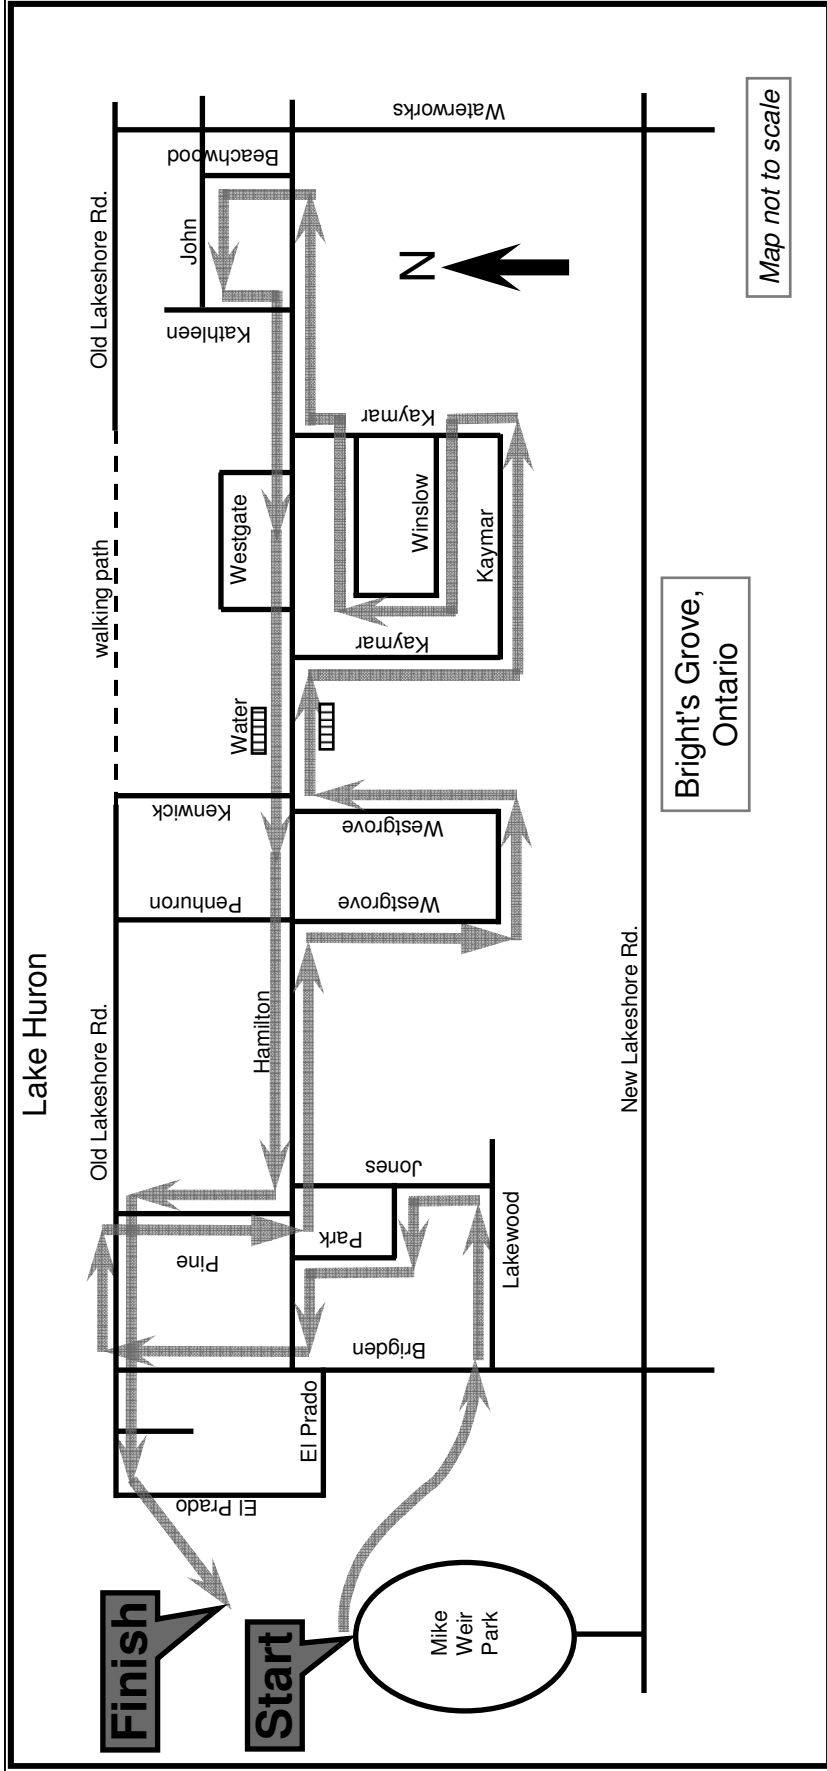 Lake Huron
Old Lakeshore Rd.
walking path
Old Lakeshore Rd.
Finish
Start
Mike
Weir
Park
El Prado
El Prado
Brigden
Pine
Park
Jones
Lakewood
Hamilton
Penhuron
Kenwick
Westgrove
Westgrove
Water
Westgate
Kaymar
Kaymar
Winslow
Kaymar
Kathleen
John
Beachwood
Waterworks
N
New Lakeshore Rd.
Bright's Grove,
Ontario
Map not to scale